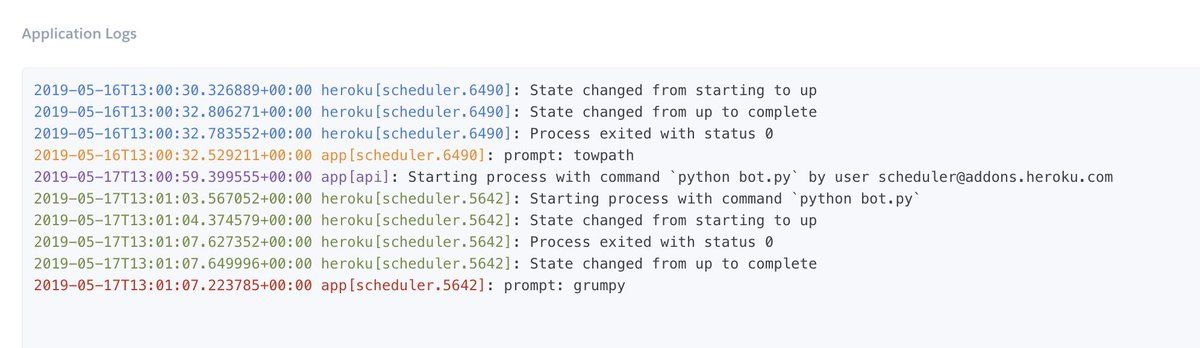 Application Logs
2019-05-16T13:00:30.326889+00:00 heroku[scheduler.6490]: State changed from starting to up
2019-05-16T13:00:32.806271+00:00 heroku[scheduler.6490]: State changed from up to complete
2019-05-16T13:00:32.783552+00:00 heroku[scheduler.6490]: Process exited with status 0
2019-05-16T13:00:32.529211+00:00 app[scheduler.6490]: prompt: towpath
2019-05-17T13:00:59.399555+00:00 app[api]: Starting process with command `python bot.py` by user scheduler@addons.heroku.com
2019-05-17T13:01:03.567052+00:00 heroku[scheduler.5642]: Starting process with command `python bot.py`
2019-05-17T13:01:04.374579+00:00 heroku[scheduler.5642]: State changed from starting to up
2019-05-17T13:01:07.627352+00:00 heroku[scheduler.5642]: Process exited with status 0
2019-05-17T13:01:07.649996+00:00 heroku[scheduler.5642]: State changed from up to complete
2019-05-17T13:01:07.223785+00:00 app[scheduler.5642]: prompt: grumpy